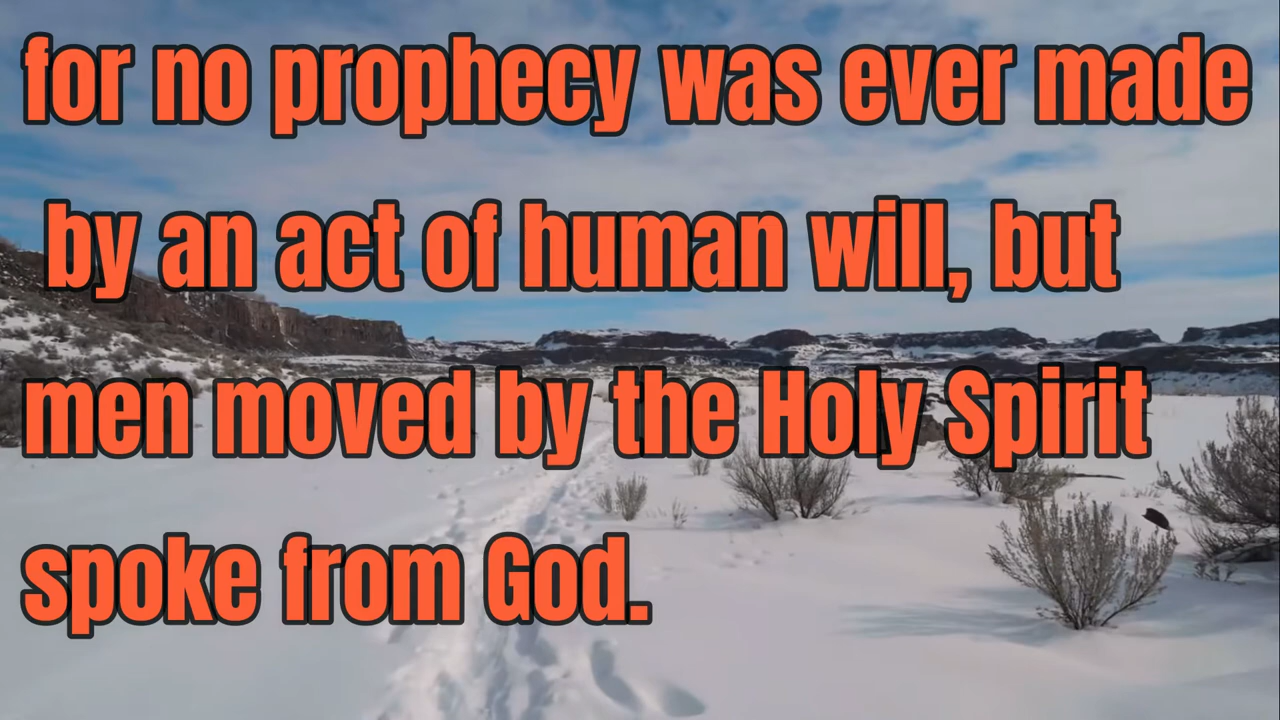 for no prophecy was ever made
by an act of human will, but
men moved by the Holy Spirit
spoke from God.